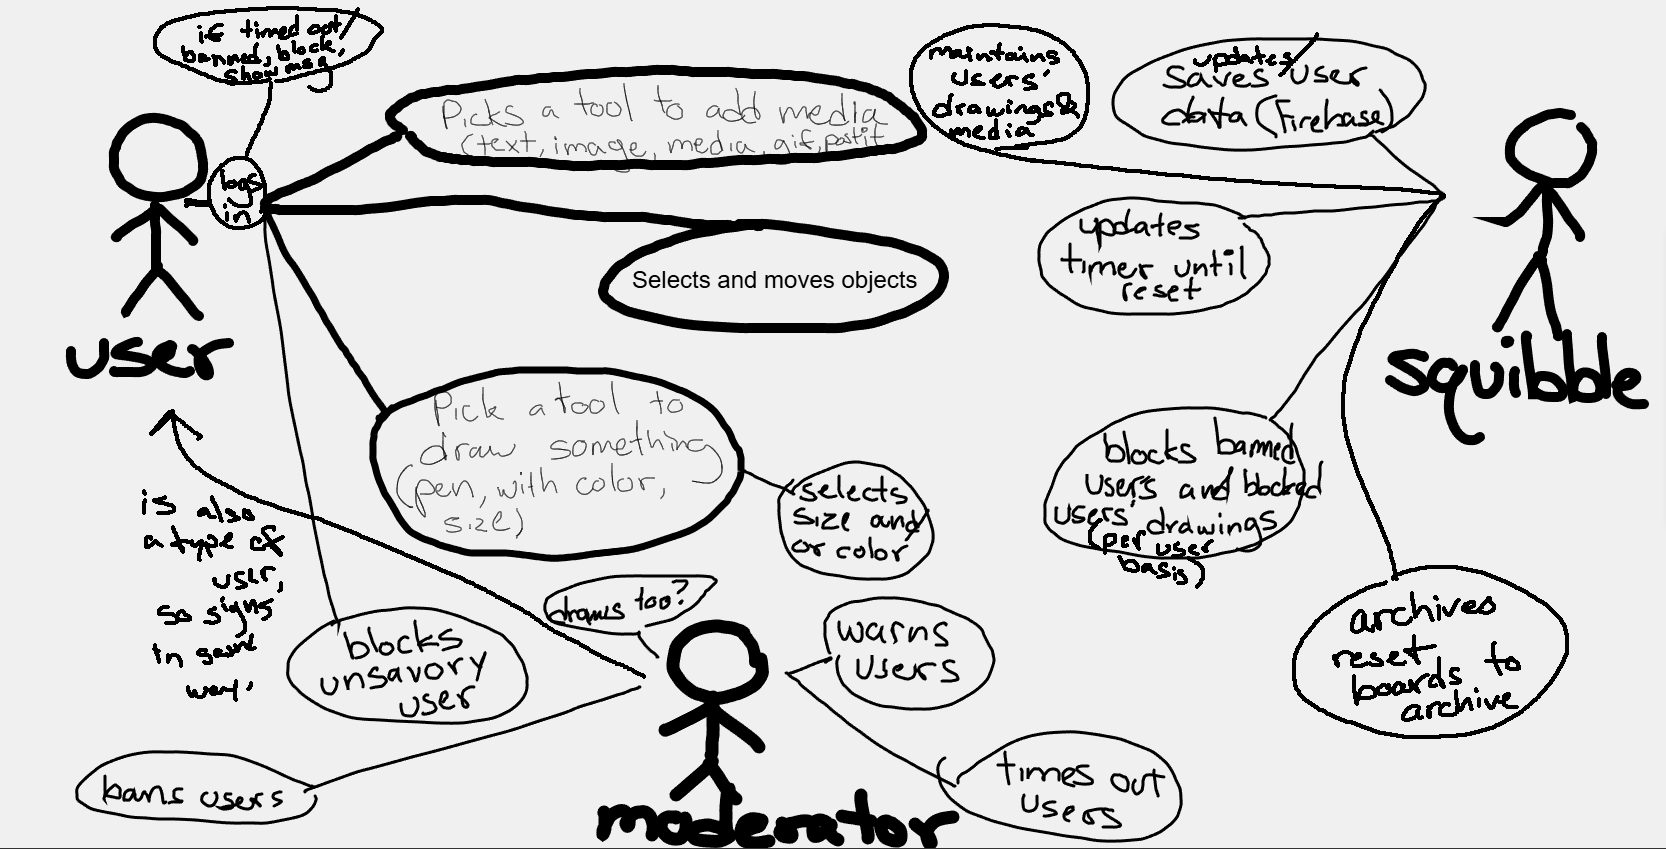 if timed out/
banned, block,
show msg
logs
in
user
Picks a tool to add media
(text, image, media, gif, postit
Selects and moves objects
Pick a tool to
draw something
(pen, with color,
size)
selects
size and/
or color
blocks
unsavory
user
is also
a type of
user,
so signs
in same
way.
maintains
users'
drawings &
media
updates/
saves user
data (Firebase)
updates
timer until
reset
blocks banned
users and blocked
users' drawings
(per user
basis)
archives
reset
boards to
archive
squibble
draws too?
warns
users
times out
users
bans users
moderator